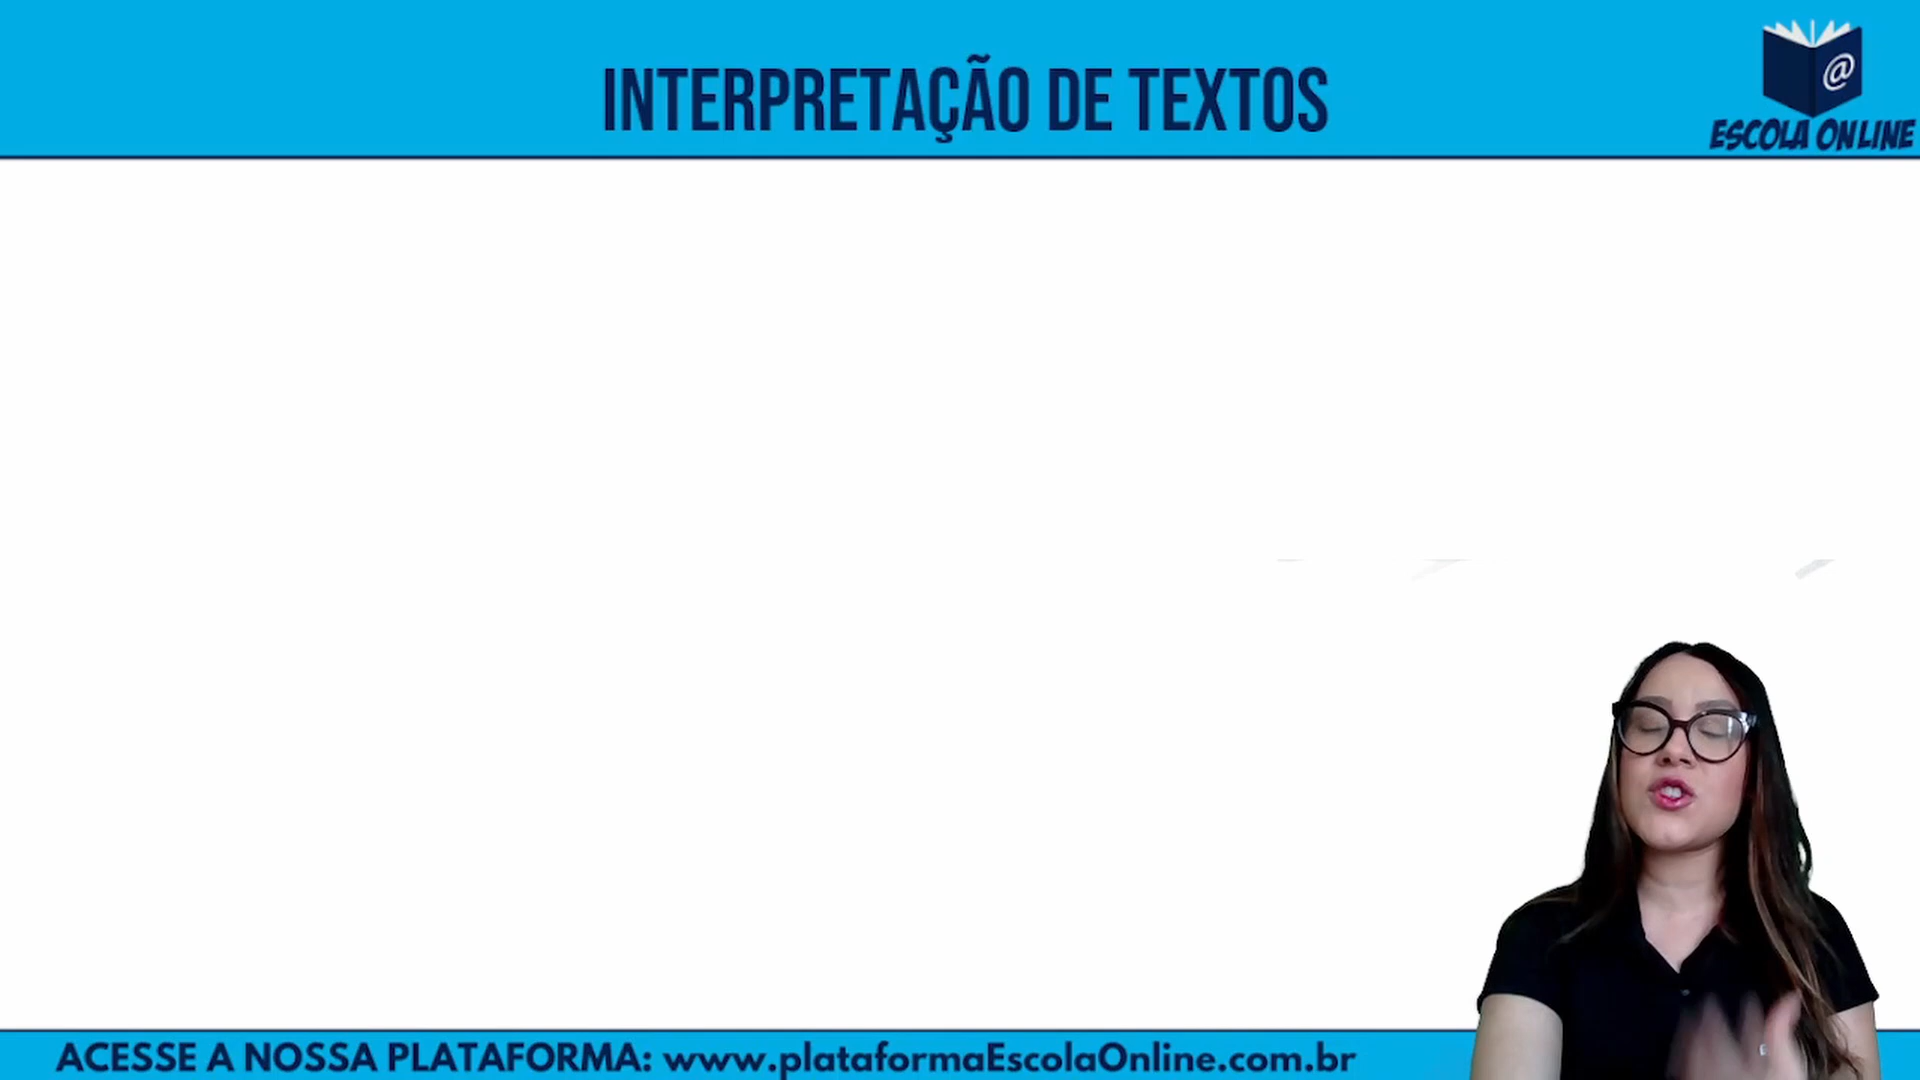 INTERPRETAÇÃO DE TEXTOS
@
ESCOLA ONLINE
ACESSE A NOSSA PLATAFORMA: www.plataformaEscolaOnline.com.br